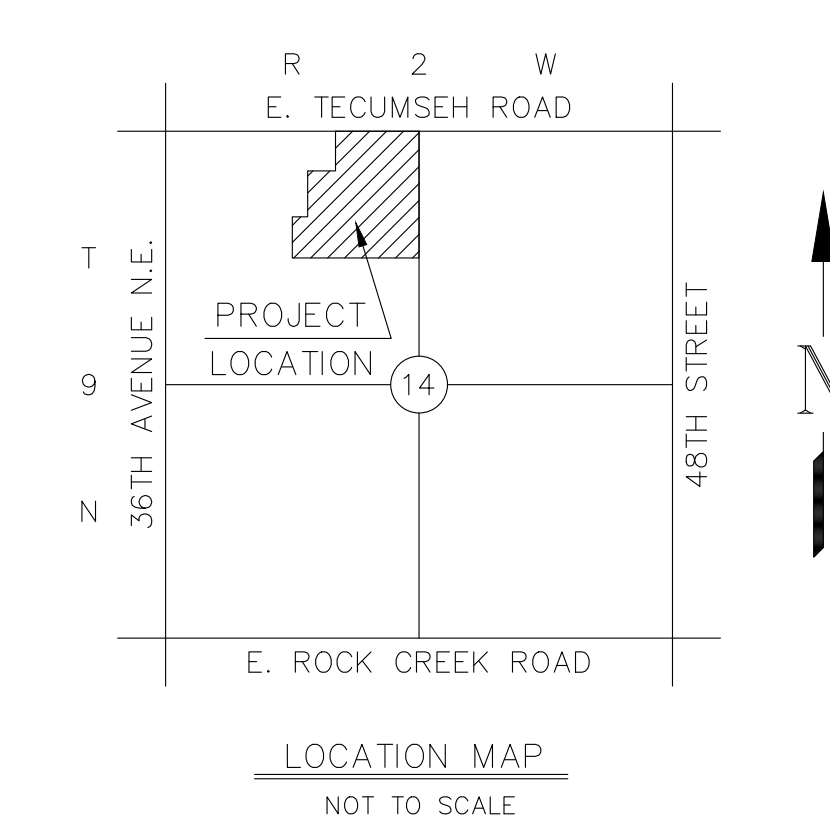 R 2 W
E. TECUMSEH ROAD
T
9
N
36TH AVENUE N.E.
PROJECT
LOCATION
14
48TH STREET
N
E. ROCK CREEK ROAD
LOCATION MAP
NOT TO SCALE